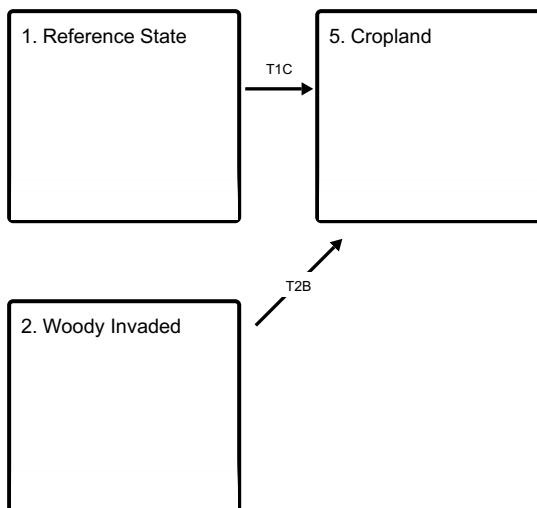 1. Reference State
5. Cropland
T1C
T2B
2. Woody Invaded